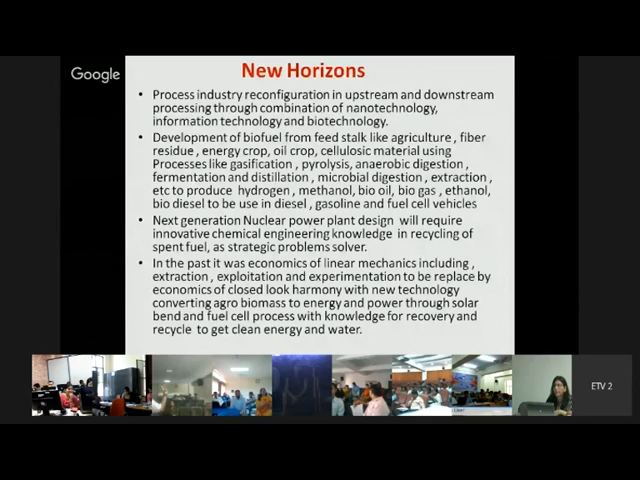 Google
New Horizons
• Process industry reconfiguration in upstream and downstream
processing through combination of nanotechnology,
information technology and biotechnology.
• Development of biofuel from feed stalk like agriculture , fiber
residue , energy crop, oil crop, cellulosic material using
Processes like gasification , pyrolysis, anaerobic digestion ,
fermentation and distillation , microbial digestion , extraction ,
etc to produce hydrogen , methanol, bio oil, bio gas , ethanol,
bio diesel to be use in diesel , gasoline and fuel cell vehicles
• Next generation Nuclear power plant design will require
innovative chemical engineering knowledge in recycling of
spent fuel, as strategic problems solver.
• In the past it was economics of linear mechanics including ,
extraction , exploitation and experimentation to be replace by
economics of closed look harmony with new technology
converting agro biomass to energy and power through solar
bend and fuel cell process with knowledge for recovery and
recycle to get clean energy and water.
ETV 2